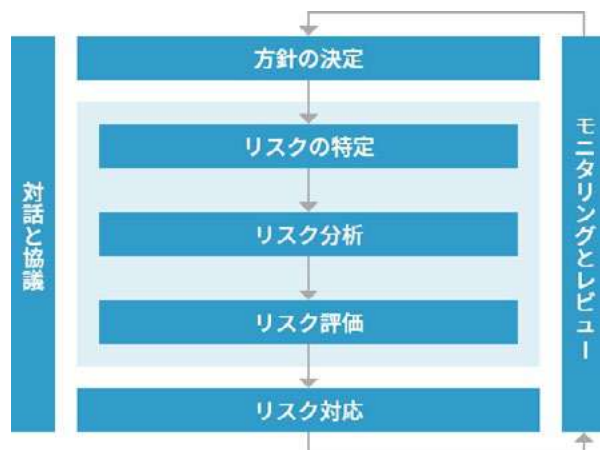 方針の決定
リスクの特定
リスク分析
リスク評価
リスク対応
対話と協議
モニタリングとレビュー